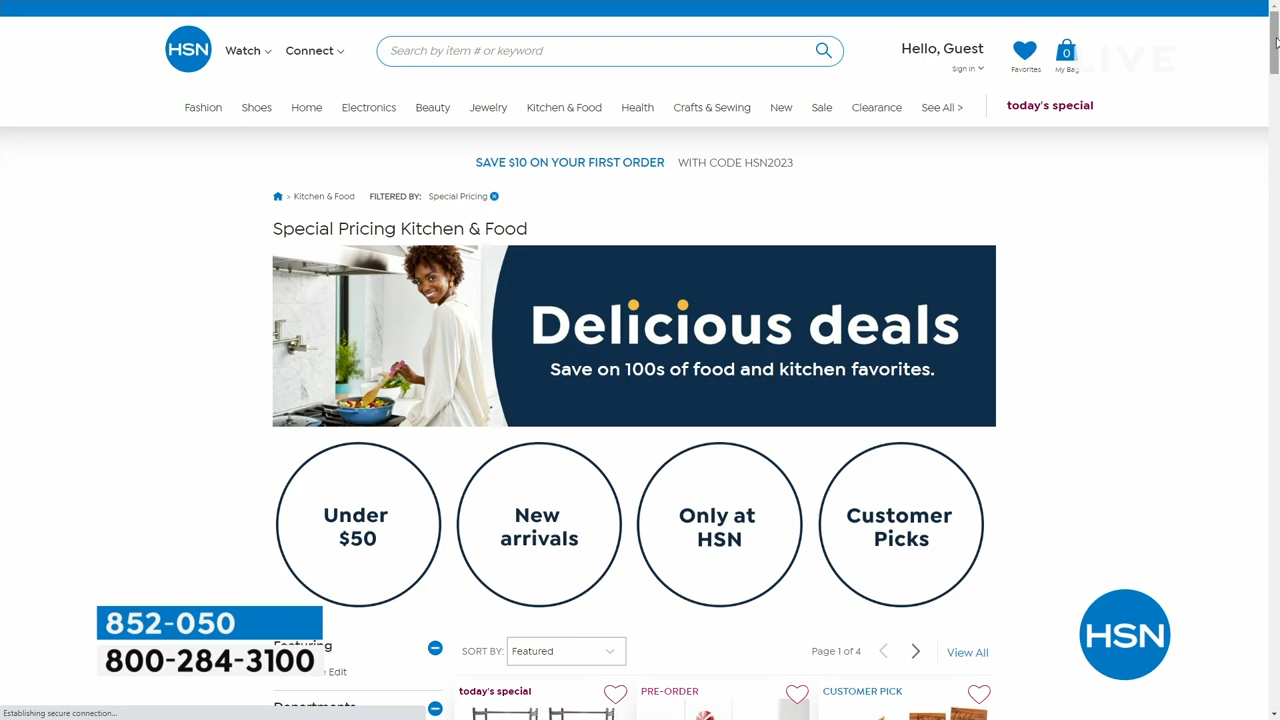 HSN
Watch
Connect
Search by item # or keyword
Hello, Guest
Sign in
Favorites
0
My Bag
LIVE
Fashion
Shoes
Home
Electronics
Beauty
Jewelry
Kitchen & Food
Health
Crafts & Sewing
New
Sale
Clearance
See All >
today's special
SAVE $10 ON YOUR FIRST ORDER WITH CODE HSN2023
> Kitchen & Food FILTERED BY: Special Pricing
Special Pricing Kitchen & Food
Delicious deals
Save on 100s of food and kitchen favorites.
Under
$50
New
arrivals
Only at
HSN
Customer
Picks
852-050
800-284-3100
Featuring
Edit
Departments
SORT BY: Featured
Page 1 of 4
View All
today's special
PRE-ORDER
CUSTOMER PICK
HSN
Establishing secure connection...